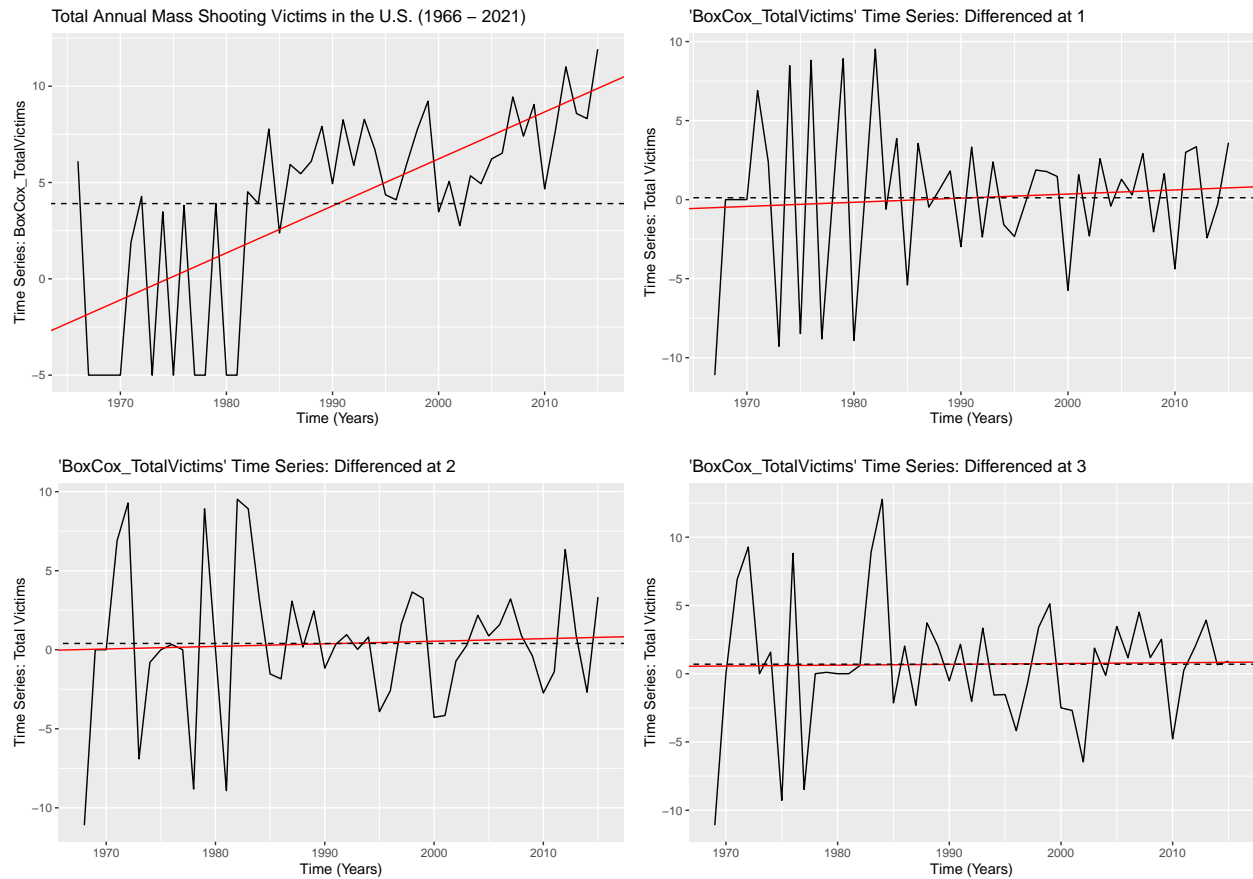 Total Annual Mass Shooting Victims in the U.S. (1966 – 2021)
Time Series: BoxCox_TotalVictims
10
5
0
−5
1970 1980 1990 2000 2010
Time (Years)
'BoxCox_TotalVictims' Time Series: Differenced at 1
Time Series: Total Victims
10
5
0
−5
−10
1970 1980 1990 2000 2010
Time (Years)
'BoxCox_TotalVictims' Time Series: Differenced at 2
Time Series: Total Victims
10
5
0
−5
−10
1970 1980 1990 2000 2010
Time (Years)
'BoxCox_TotalVictims' Time Series: Differenced at 3
Time Series: Total Victims
10
5
0
−5
−10
1970 1980 1990 2000 2010
Time (Years)